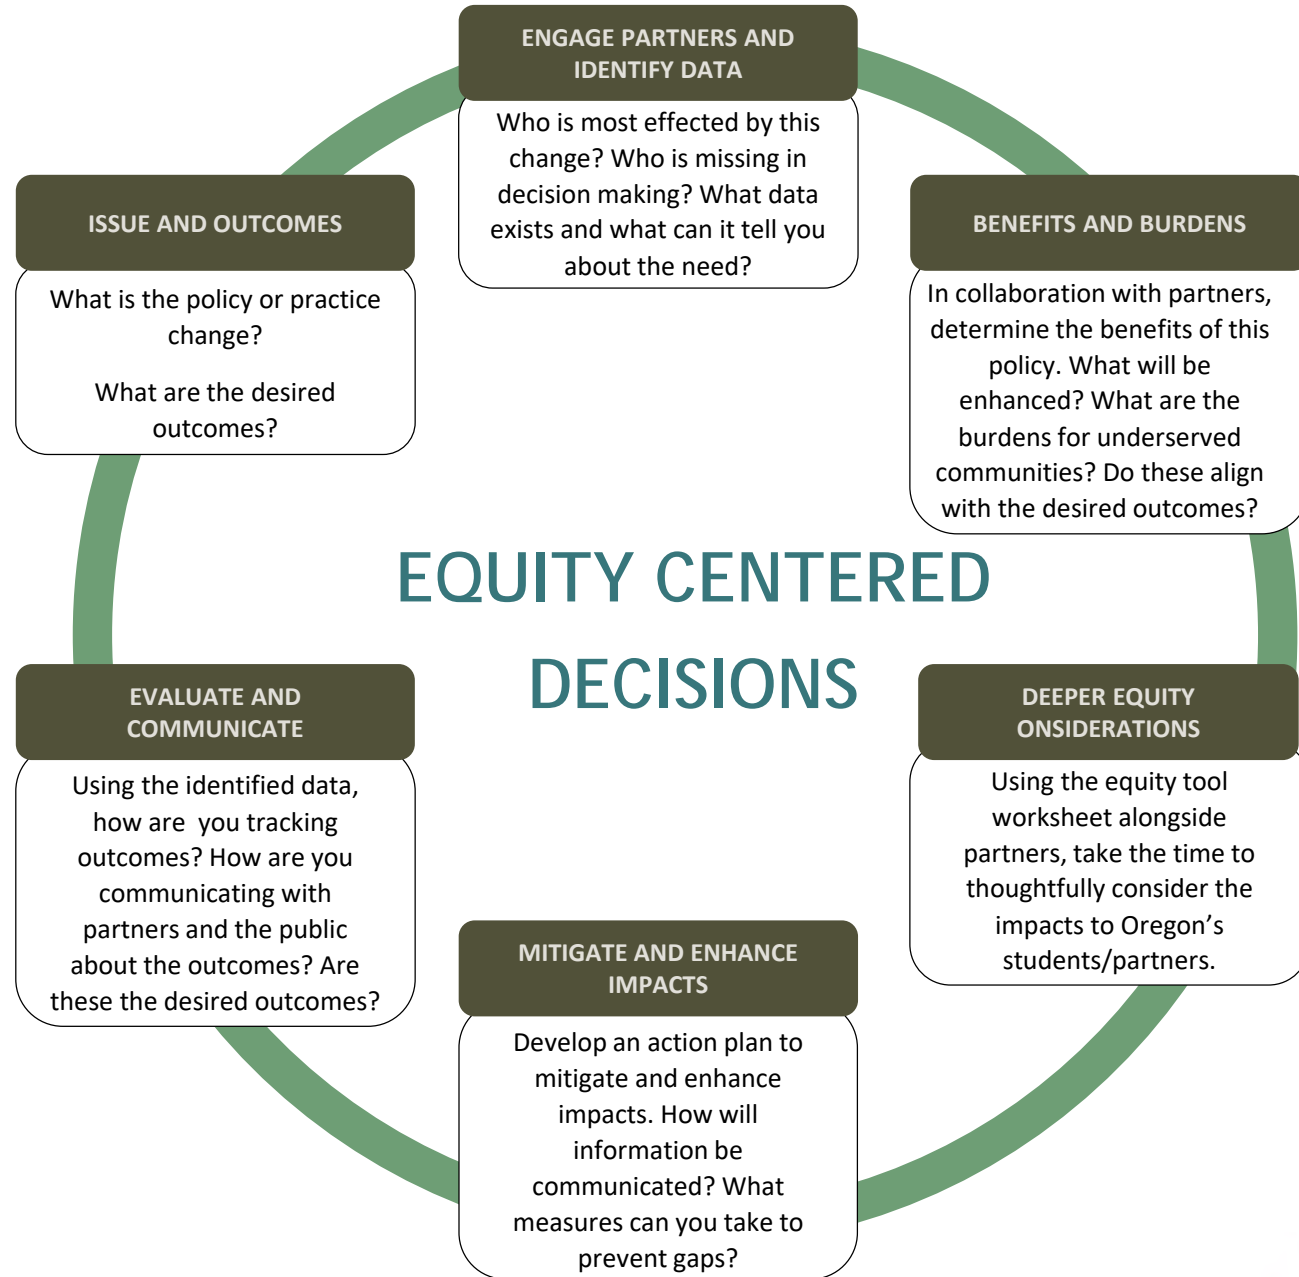 ENGAGE PARTNERS AND
IDENTIFY DATA
Who is most effected by this
change? Who is missing in
decision making? What data
exists and what can it tell you
about the need?
ISSUE AND OUTCOMES
What is the policy or practice
change?
What are the desired
outcomes?
BENEFITS AND BURDENS
In collaboration with partners,
determine the benefits of this
policy. What will be
enhanced? What are the
burdens for underserved
communities? Do these align
with the desired outcomes?
EQUITY CENTERED
DECISIONS
EVALUATE AND
COMMUNICATE
Using the identified data,
how are  you tracking
outcomes? How are you
communicating with
partners and the public
about the outcomes? Are
these the desired outcomes?
DEEPER EQUITY
ONSIDERATIONS
Using the equity tool
worksheet alongside
partners, take the time to
thoughtfully consider the
impacts to Oregon’s
students/partners.
MITIGATE AND ENHANCE
IMPACTS
Develop an action plan to
mitigate and enhance
impacts. How will
information be
communicated? What
measures can you take to
prevent gaps?